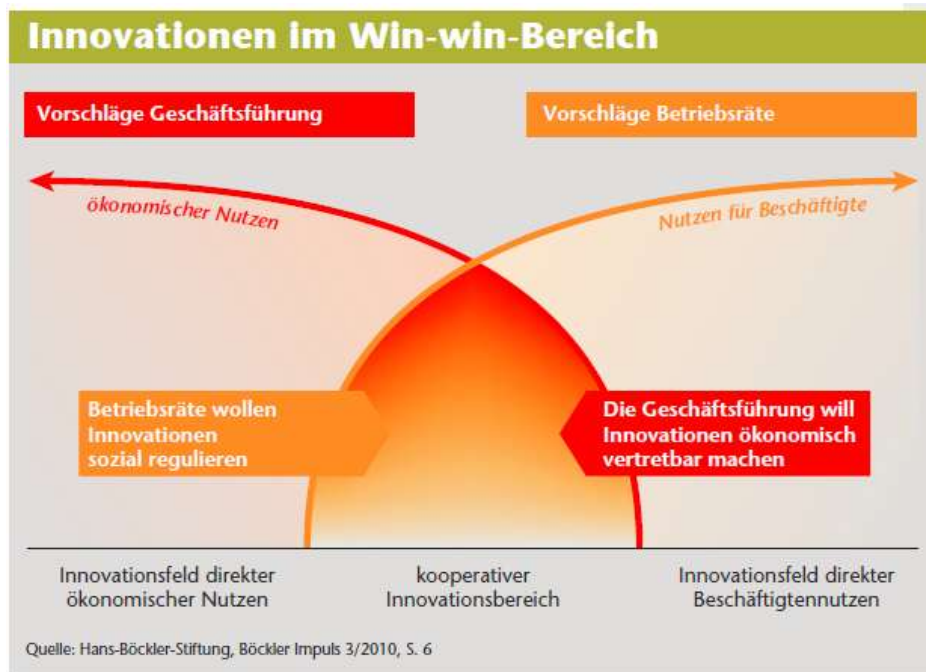 Innovationen im Win-win-Bereich
Vorschläge Geschäftsführung
Vorschläge Betriebsräte
ökonomischer Nutzen
Nutzen für Beschäftigte
Betriebsräte wollen
Innovationen
sozial regulieren
Die Geschäftsführung will
Innovationen ökonomisch
vertretbar machen
Innovationsfeld direkter
ökonomischer Nutzen
kooperativer
Innovationsbereich
Innovationsfeld direkter
Beschäftigtennutzen
Quelle: Hans-Böckler-Stiftung, Böckler Impuls 3/2010, S. 6